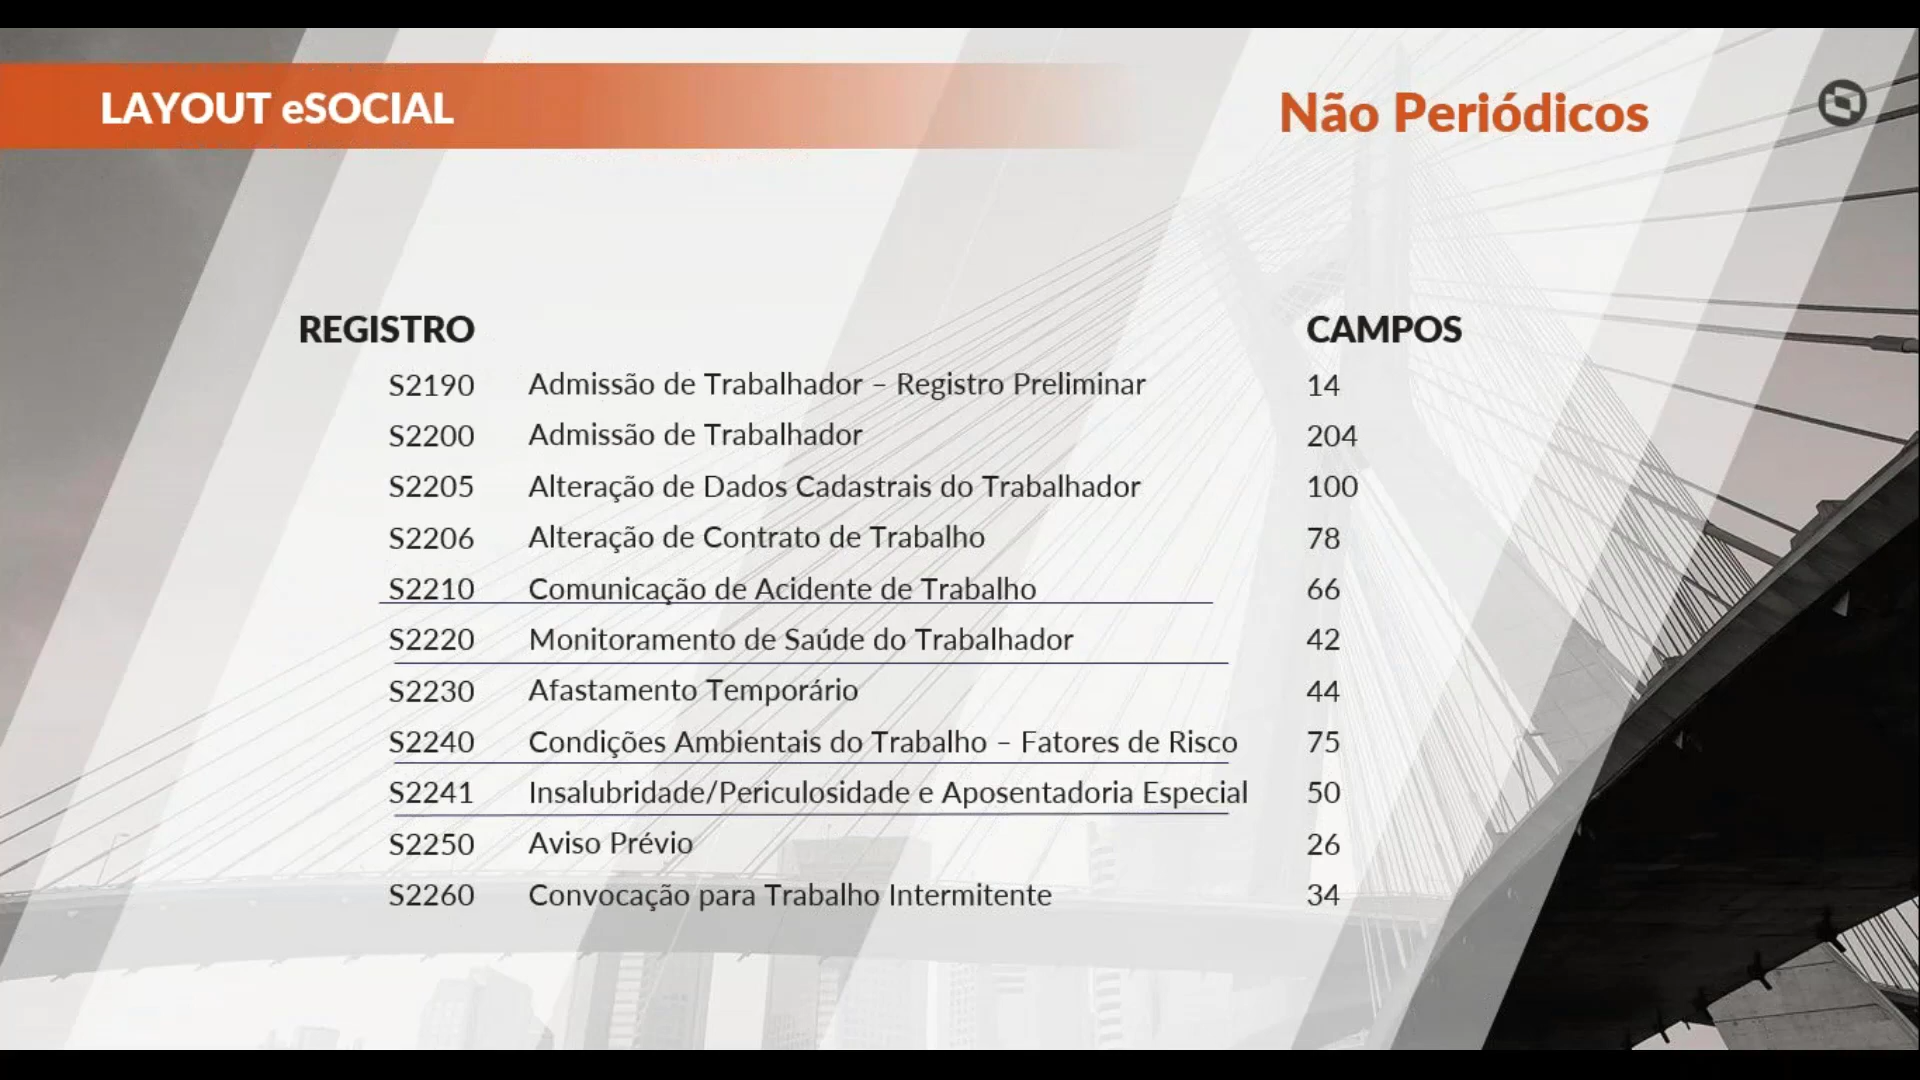 LAYOUT eSOCIAL
Não Periódicos
REGISTRO CAMPOS
S2190 Admissão de Trabalhador – Registro Preliminar 14
S2200 Admissão de Trabalhador 204
S2205 Alteração de Dados Cadastrais do Trabalhador 100
S2206 Alteração de Contrato de Trabalho 78
S2210 Comunicação de Acidente de Trabalho 66
S2220 Monitoramento de Saúde do Trabalhador 42
S2230 Afastamento Temporário 44
S2240 Condições Ambientais do Trabalho – Fatores de Risco 75
S2241 Insalubridade/Periculosidade e Aposentadoria Especial 50
S2250 Aviso Prévio 26
S2260 Convocação para Trabalho Intermitente 34